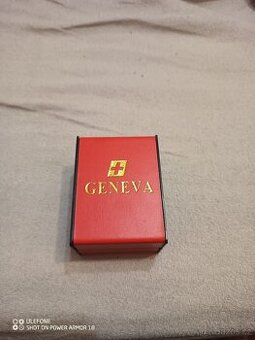 GENEVA
ULEFONE
SHOT ON POWER ARMOR 18